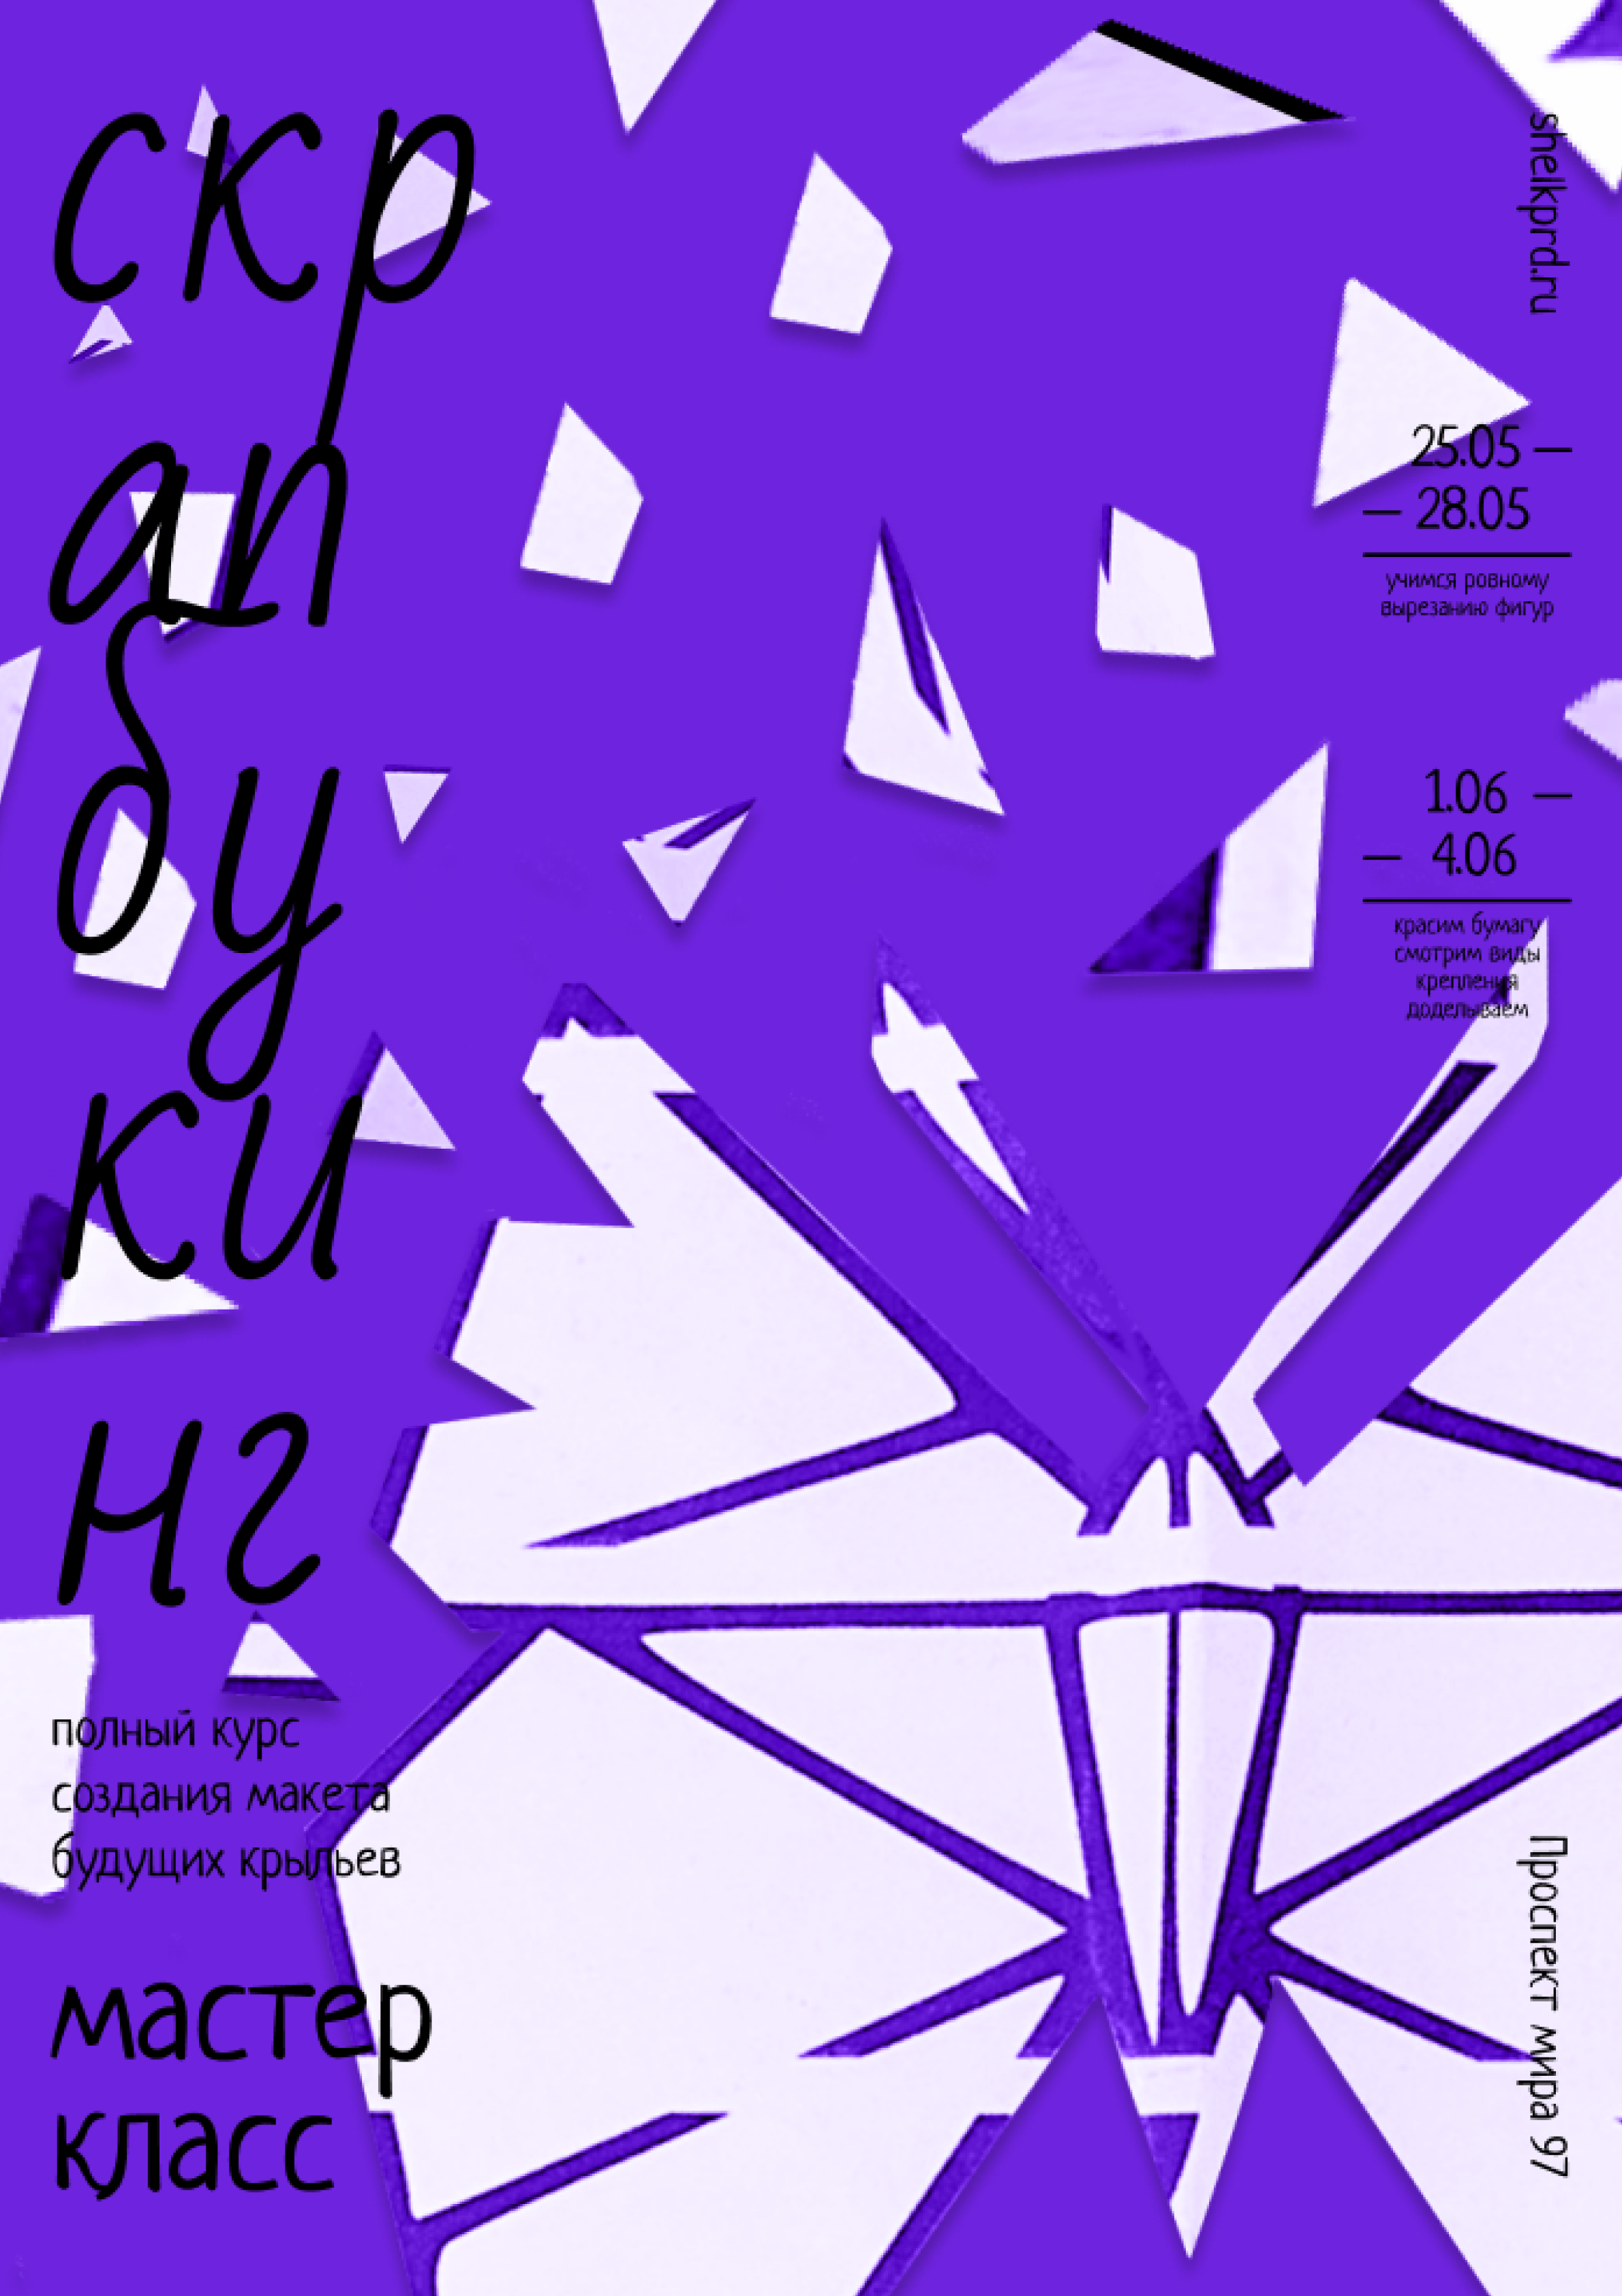 скр
ап
бу
ки
нг
полный курс
создания макета
будущих крыльев
мастер
класс
shelkprd.ru
25.05 —
— 28.05
учимся ровному
вырезанию фигур
1.06 —
— 4.06
красим бумагу
смотрим виды
крепления
доделываем
Проспект мира 97